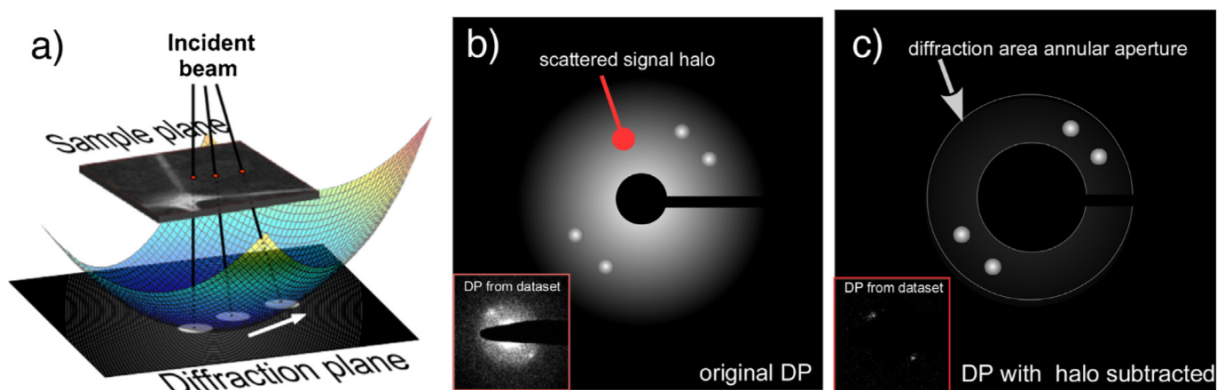 a)
Incident
beam
Sample plane
Diffraction plane
b)
scattered signal halo
DP from dataset
original DP
c)
diffraction area annular aperture
DP from dataset
DP with halo subtracted